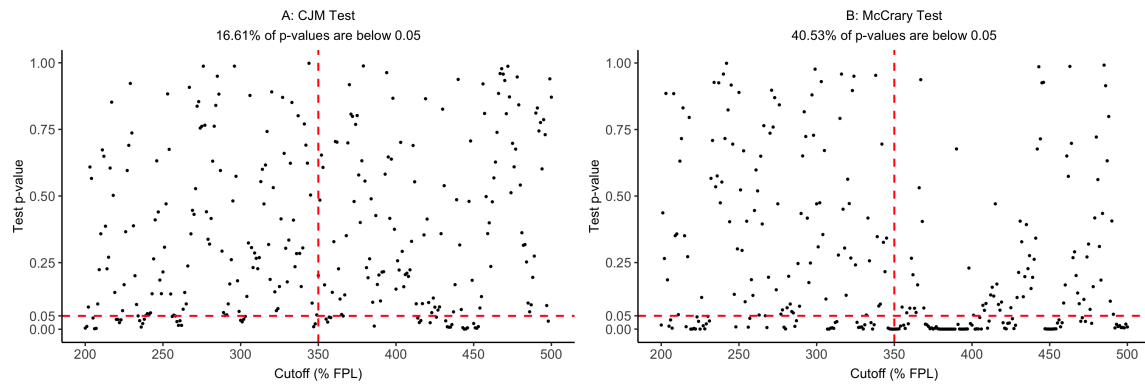 A: CJM Test
16.61% of p-values are below 0.05
1.00
0.75
0.50
0.25
0.05
0.00
Test p-value
200 250 300 350 400 450 500
Cutoff (% FPL)
B: McCrary Test
40.53% of p-values are below 0.05
1.00
0.75
0.50
0.25
0.05
0.00
Test p-value
200 250 300 350 400 450 500
Cutoff (% FPL)